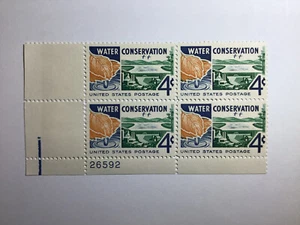 WATER CONSERVATION WATER CONSERVATION
4¢ 4¢
UNITED STATES POSTAGE UNITED STATES POSTAGE
WATER CONSERVATION WATER CONSERVATION
4¢ 4¢
UNITED STATES POSTAGE UNITED STATES POSTAGE
26592